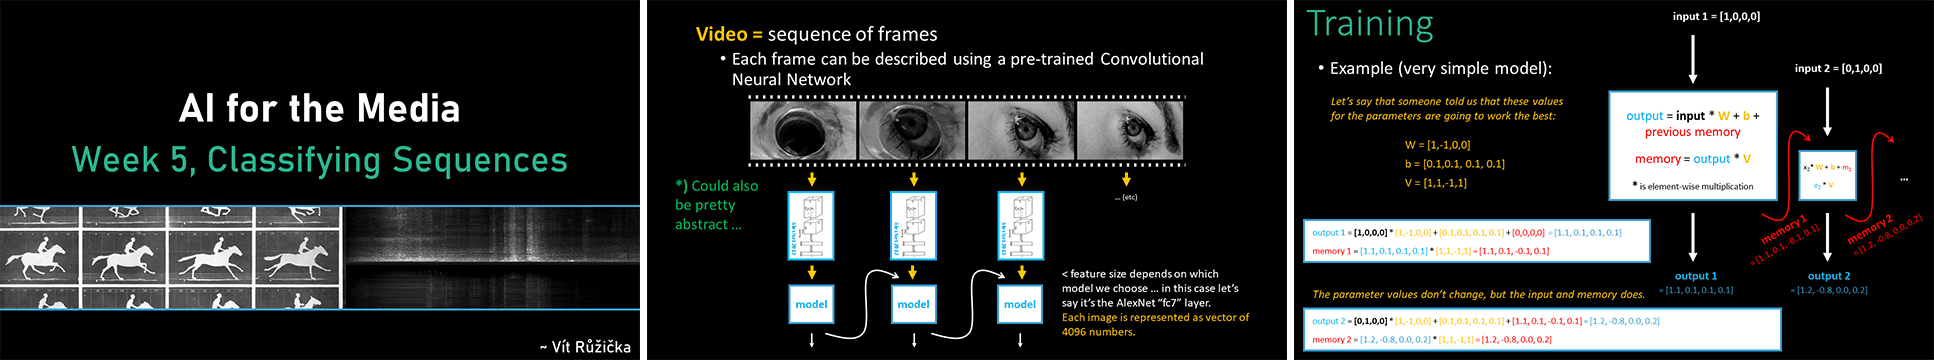 AI for the Media
Week 5, Classifying Sequences
~ Vít Růžička
Video = sequence of frames
• Each frame can be described using a pre-trained Convolutional
Neural Network
*) Could also
be pretty
abstract ...
... (etc)
model
model
model
< feature size depends on which
model we choose ... in this case let's
say it's the AlexNet "fc7" layer.
Each image is represented as vector of
4096 numbers.
Training
• Example (very simple model):
Let's say that someone told us that these values
for the parameters are going to work the best:
W = [1,-1,0,0]
b = [0.1,0.1, 0.1, 0.1]
V = [1,1,-1,1]
input 1 = [1,0,0,0]
input 2 = [0,1,0,0]
output = input * W + b +
previous memory
memory = output * V
* is element-wise multiplication
x₂* W + b + m₁
o₂ * V
...
memory 1
= [1.1, 0.1, -0.1, 0.1]
memory 2
= [1.2, -0.8, 0.0, 0.2]
output 1
= [1.1, 0.1, 0.1, 0.1]
output 2
= [1.2, -0.8, 0.0, 0.2]
output 1 = [1,0,0,0] * [1,-1,0,0] + [0.1,0.1, 0.1, 0.1] + [0,0,0,0] = [1.1, 0.1, 0.1, 0.1]
memory 1 = [1.1, 0.1, 0.1, 0.1] * [1,1,-1,1] = [1.1, 0.1, -0.1, 0.1]
The parameter values don't change, but the input and memory does.
output 2 = [0,1,0,0] * [1,-1,0,0] + [0.1,0.1, 0.1, 0.1] + [1.1, 0.1, -0.1, 0.1] = [1.2, -0.8, 0.0, 0.2]
memory 2 = [1.2, -0.8, 0.0, 0.2] * [1,1,-1,1] = [1.2, -0.8, 0.0, 0.2]